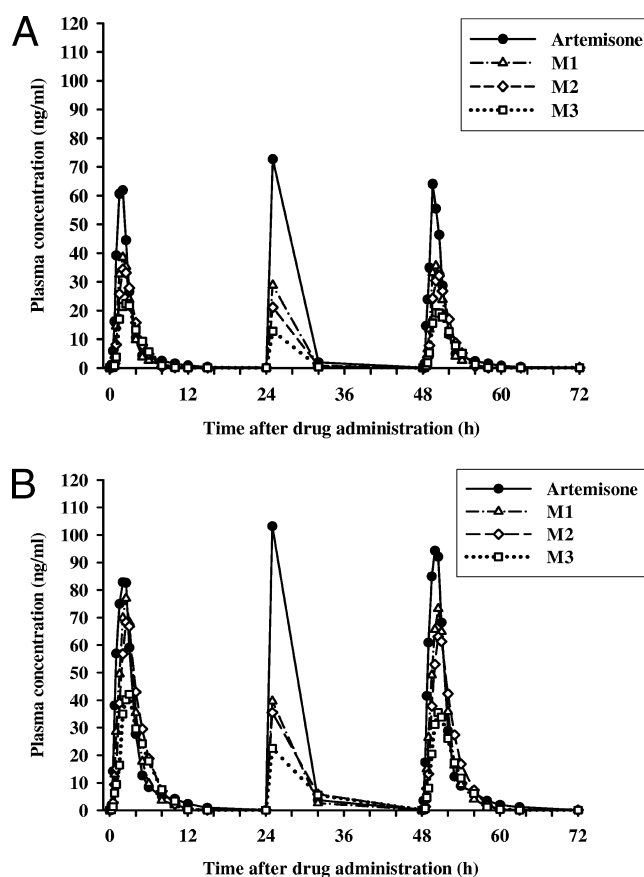 A
120
110
100
90
80
70
60
50
40
30
20
10
0
Plasma concentration (ng/ml)
Artemisone
M1
M2
M3
0 12 24 36 48 60 72
Time after drug administration (h)
B
120
110
100
90
80
70
60
50
40
30
20
10
0
Plasma concentration (ng/ml)
Artemisone
M1
M2
M3
0 12 24 36 48 60 72
Time after drug administration (h)